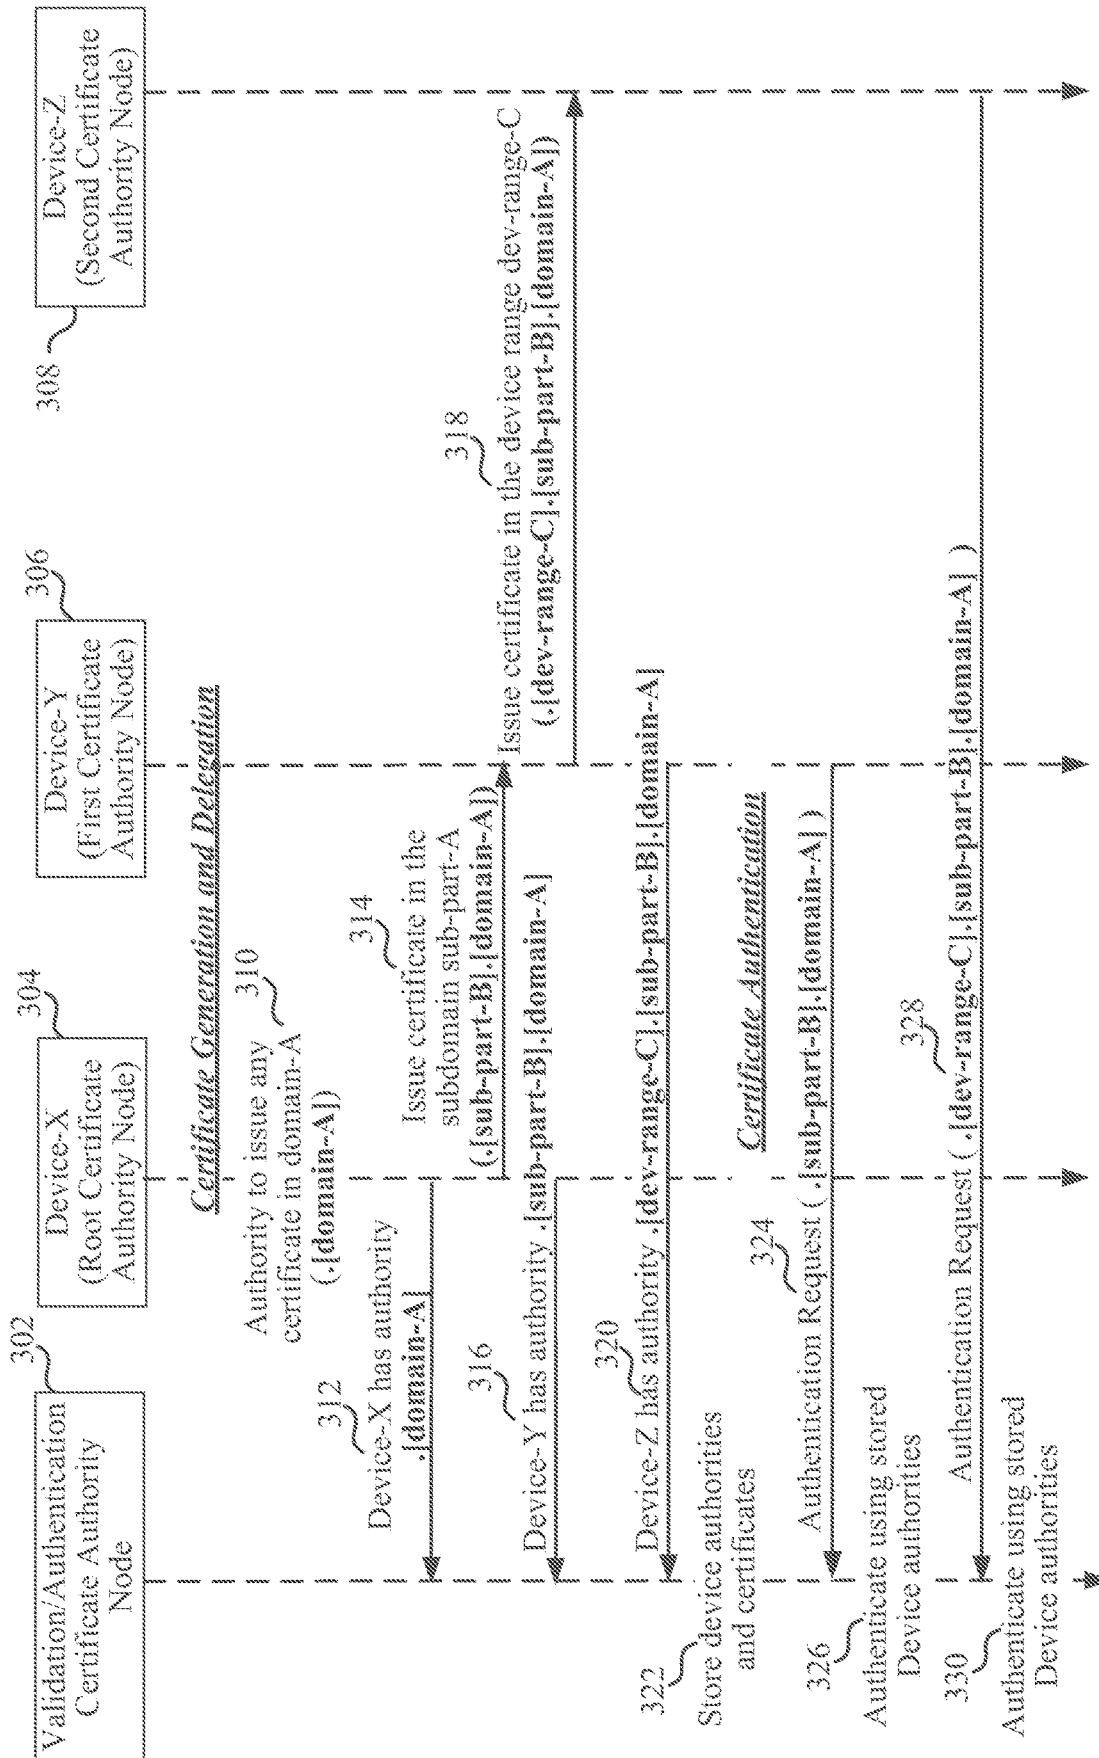 302
Validation/Authentication
Certificate Authority
Node
304
Device-X
(Root Certificate
Authority Node)
306
Device-Y
(First Certificate
Authority Node)
308
Device-Z
(Second Certificate
Authority Node)
Certificate Generation and Delegation
310
Authority to issue any
certificate in domain-A
(.[domain-A])
312
Device-X has authority
.[domain-A]
314
Issue certificate in the
subdomain sub-part-A
(.[sub-part-B].[domain-A])
316
Device-Y has authority .[sub-part-B].[domain-A]
318
Issue certificate in the device range dev-range-C
(.[dev-range-C].[sub-part-B].[domain-A])
320
Device-Z has authority .[dev-range-C].[sub-part-B].[domain-A]
322
Store device authorities
and certificates
Certificate Authentication
324
Authentication Request ( .[sub-part-B].[domain-A] )
326
Authenticate using stored
Device authorities
328
Authentication Request ( .[dev-range-C].[sub-part-B].[domain-A] )
330
Authenticate using stored
Device authorities